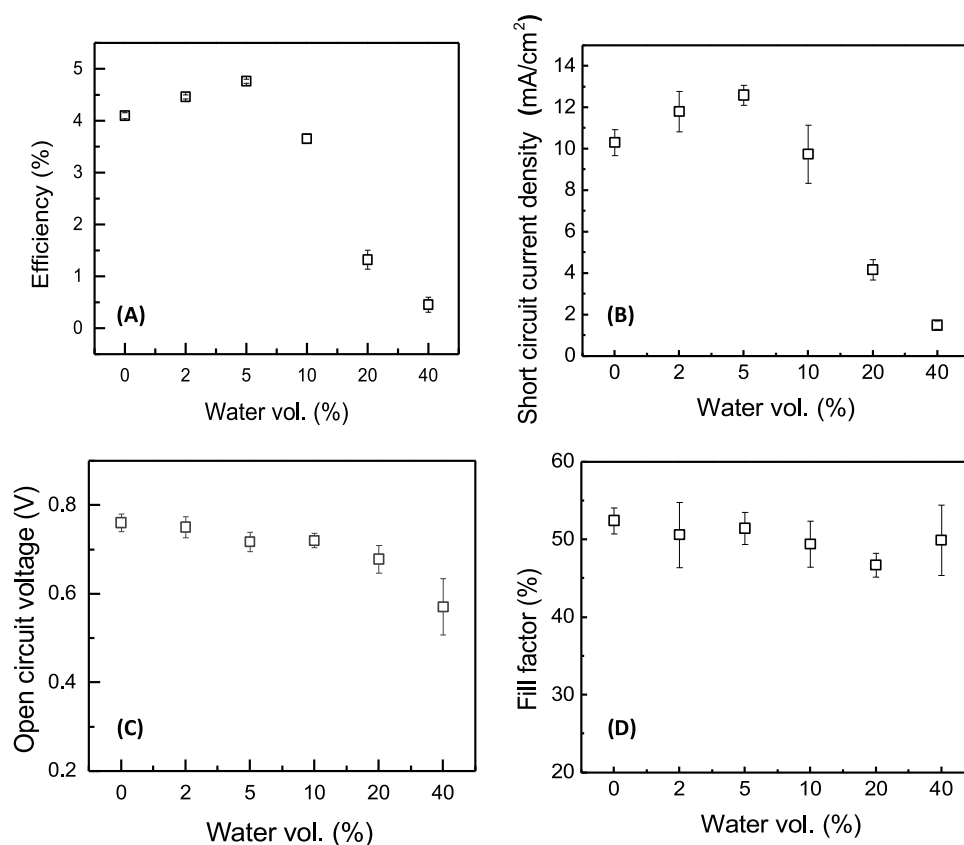 Efficiency (%)
5
4
3
2
1
0
(A)
0 2 5 10 20 40
Water vol. (%)
Short circuit current density (mA/cm²)
14
12
10
8
6
4
2
0
(B)
0 2 5 10 20 40
Water vol. (%)
Open circuit voltage (V)
0.8
0.6
0.4
0.2
(C)
0 2 5 10 20 40
Water vol. (%)
Fill factor (%)
60
50
40
30
20
(D)
0 2 5 10 20 40
Water vol. (%)